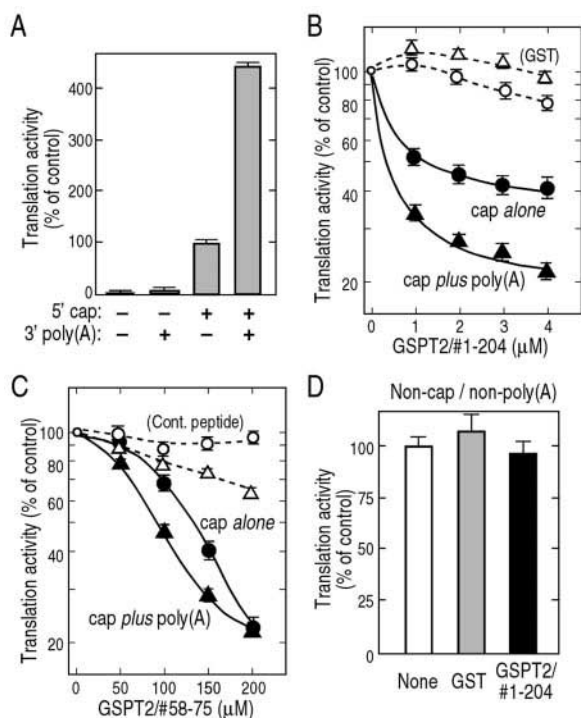 A
Translation activity
(% of control)
400
300
200
100
0
5' cap: – – + +
3' poly(A): – + – +
B
Translation activity (% of control)
100
80
60
40
20
(GST)
cap alone
cap plus poly(A)
0 1 2 3 4
GSPT2/#1-204 (μM)
C
Translation activity (% of control)
100
80
60
40
20
(Cont. peptide)
cap alone
cap plus poly(A)
0 50 100 150 200
GSPT2/#58-75 (μM)
D
Non-cap / non-poly(A)
Translation activity
(% of control)
100
75
50
25
0
None GST GSPT2/
#1-204